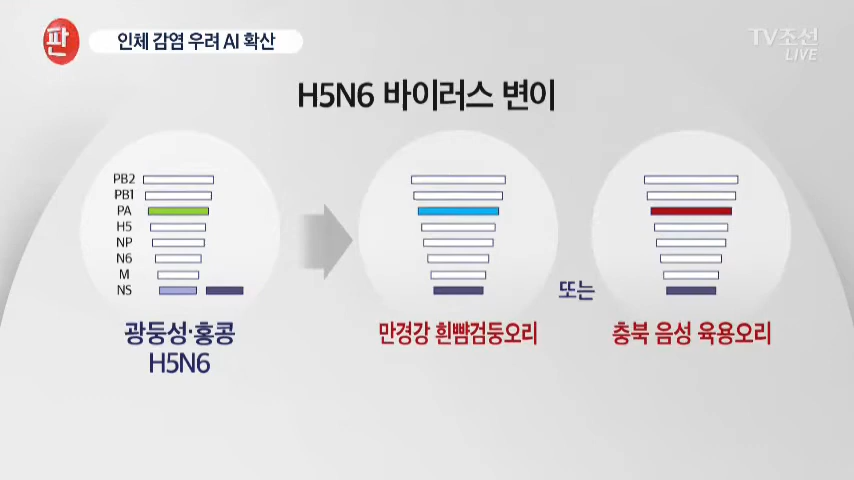 판
인체 감염 우려 AI 확산
TV조선
LIVE
H5N6 바이러스 변이
PB2
PB1
PA
H5
NP
N6
M
NS
또는
광둥성·홍콩
H5N6
만경강 흰뺨검둥오리
충북 음성 육용오리